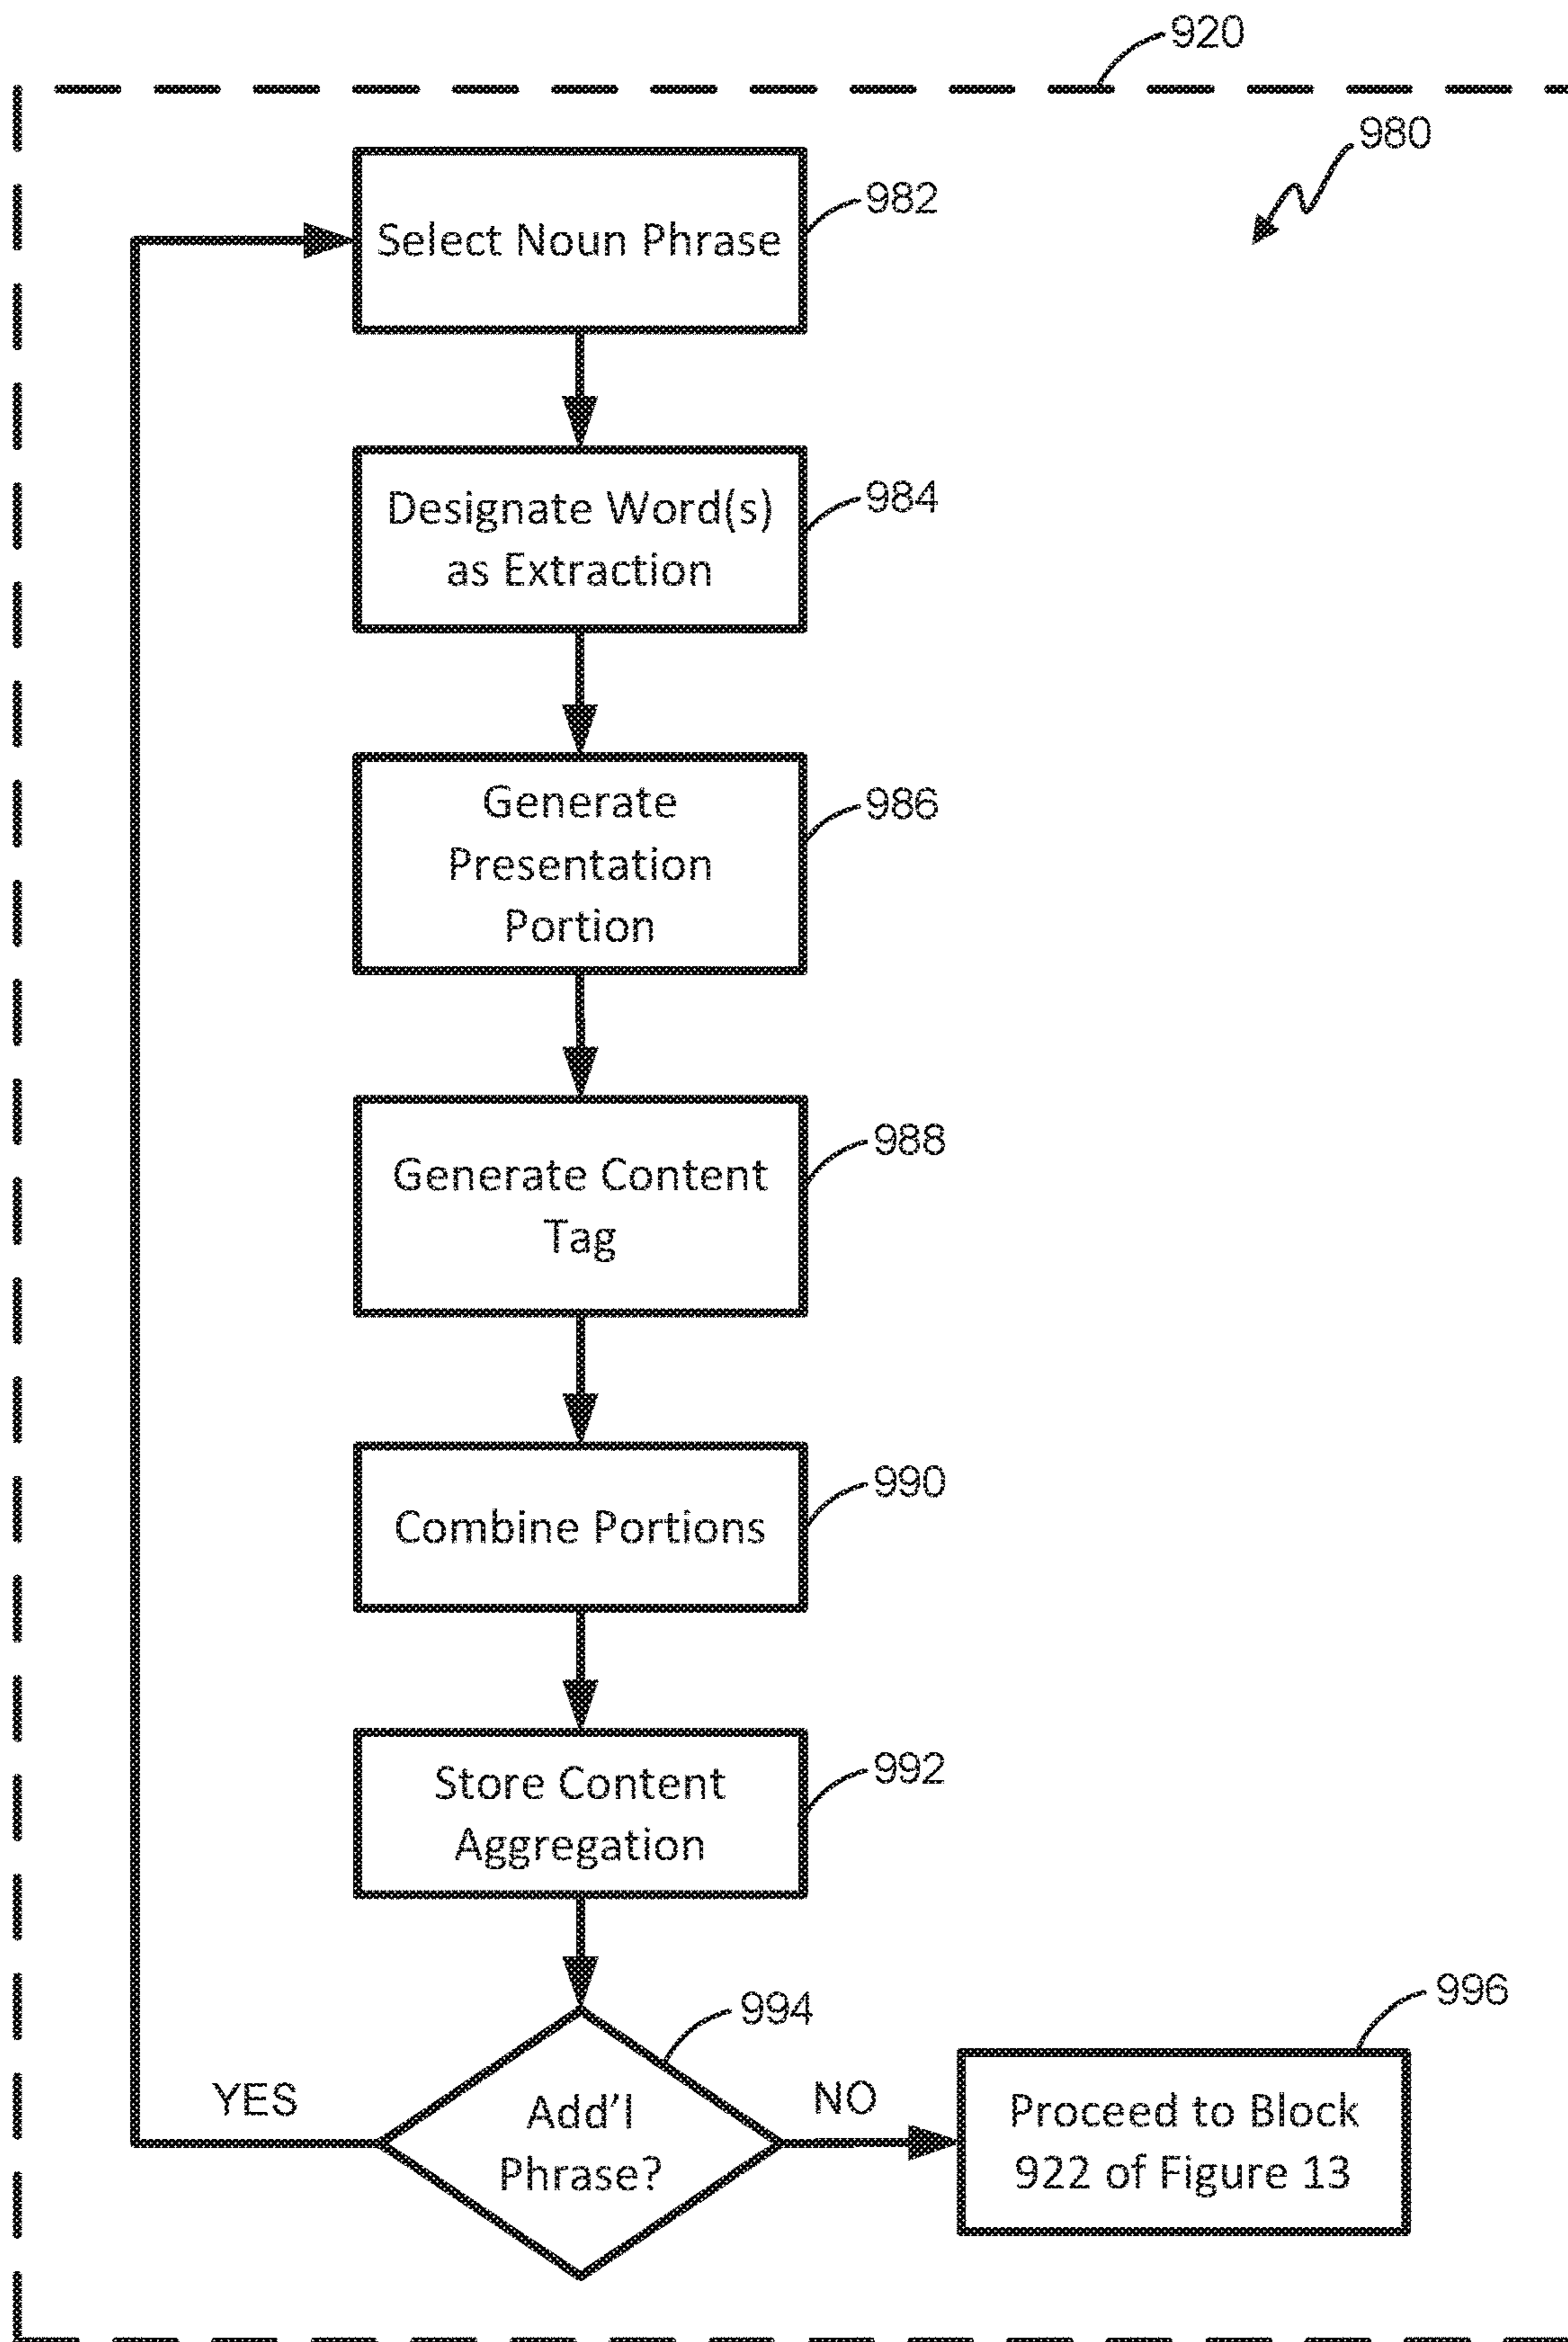 920
980
982
Select Noun Phrase
984
Designate Word(s)
as Extraction
986
Generate
Presentation
Portion
988
Generate Content
Tag
990
Combine Portions
992
Store Content
Aggregation
994
996
YES
NO
Add'l
Phrase?
Proceed to Block
922 of Figure 13